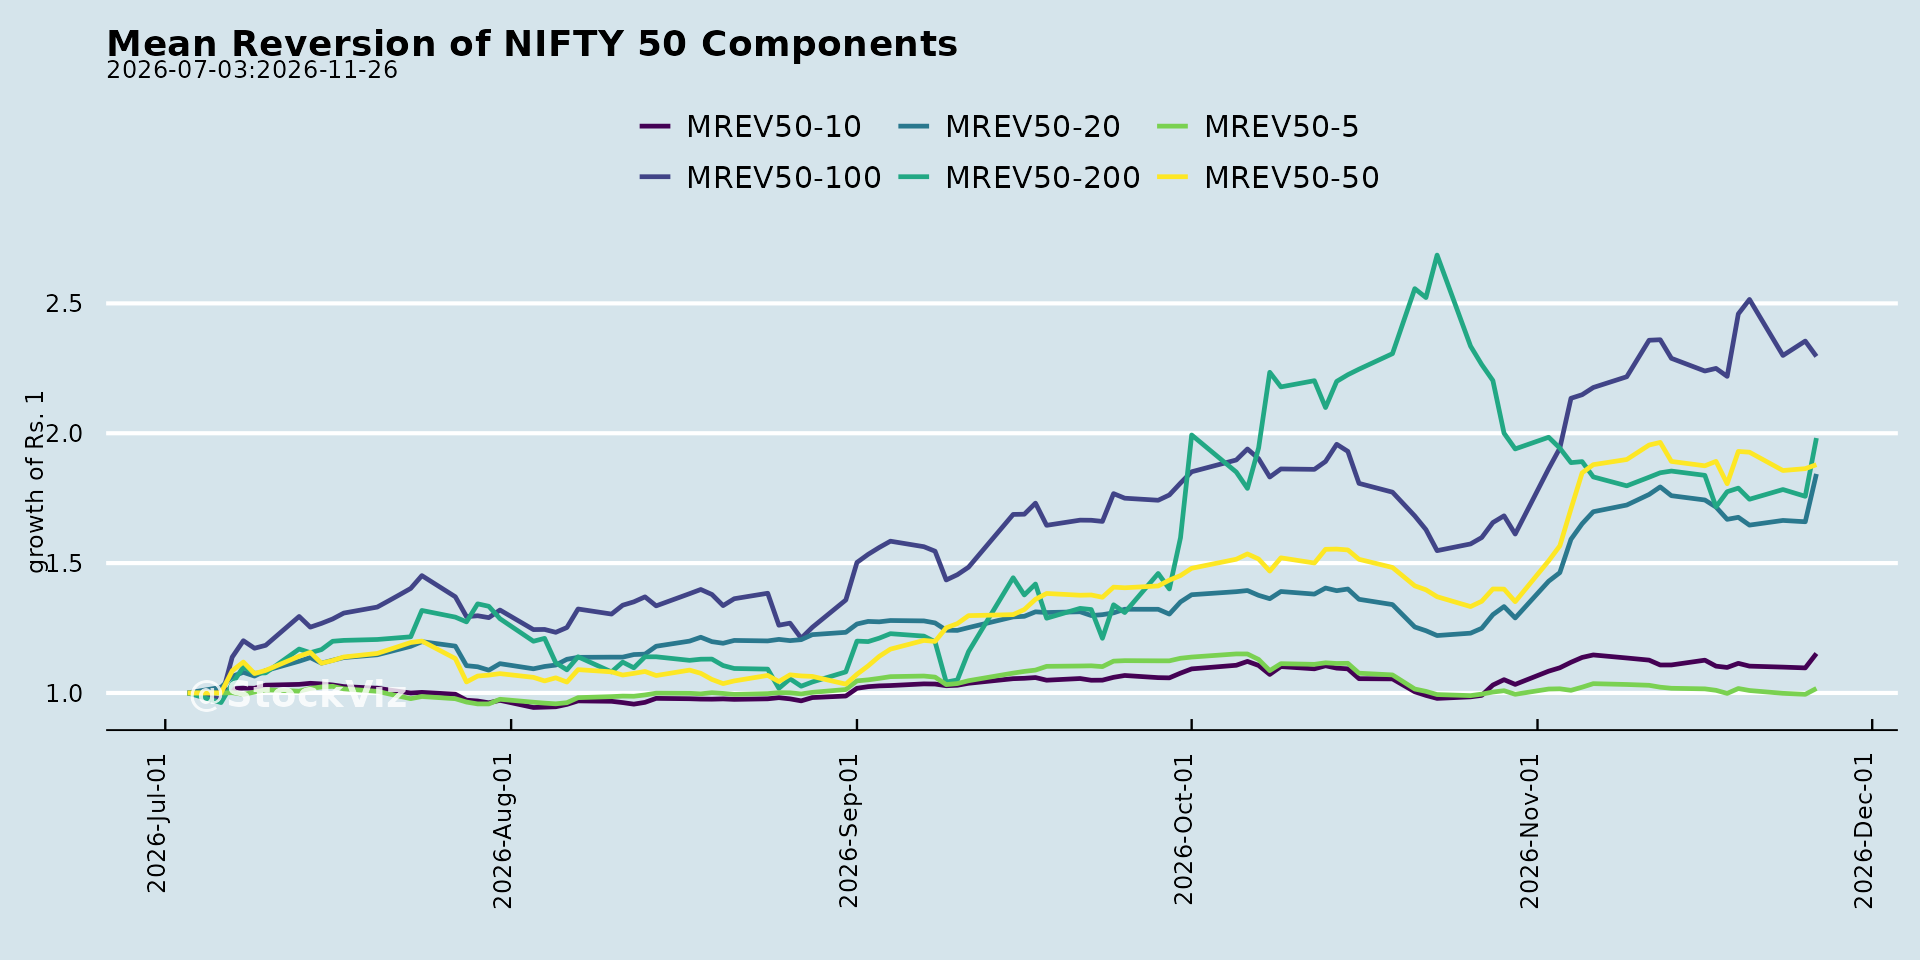 Mean Reversion of NIFTY 50 Components
2026-07-03:2026-11-26
MREV50-10 MREV50-20 MREV50-5
MREV50-100 MREV50-200 MREV50-50
growth of Rs. 1
2.5
2.0
1.5
1.0
@StockViz
2026-Jul-01
2026-Aug-01
2026-Sep-01
2026-Oct-01
2026-Nov-01
2026-Dec-01